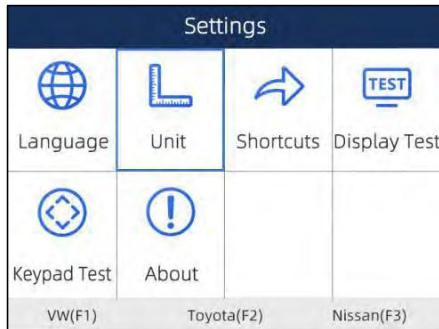 Settings
TEST
Language Unit Shortcuts Display Test
Keypad Test About
VW(F1) Toyota(F2) Nissan(F3)